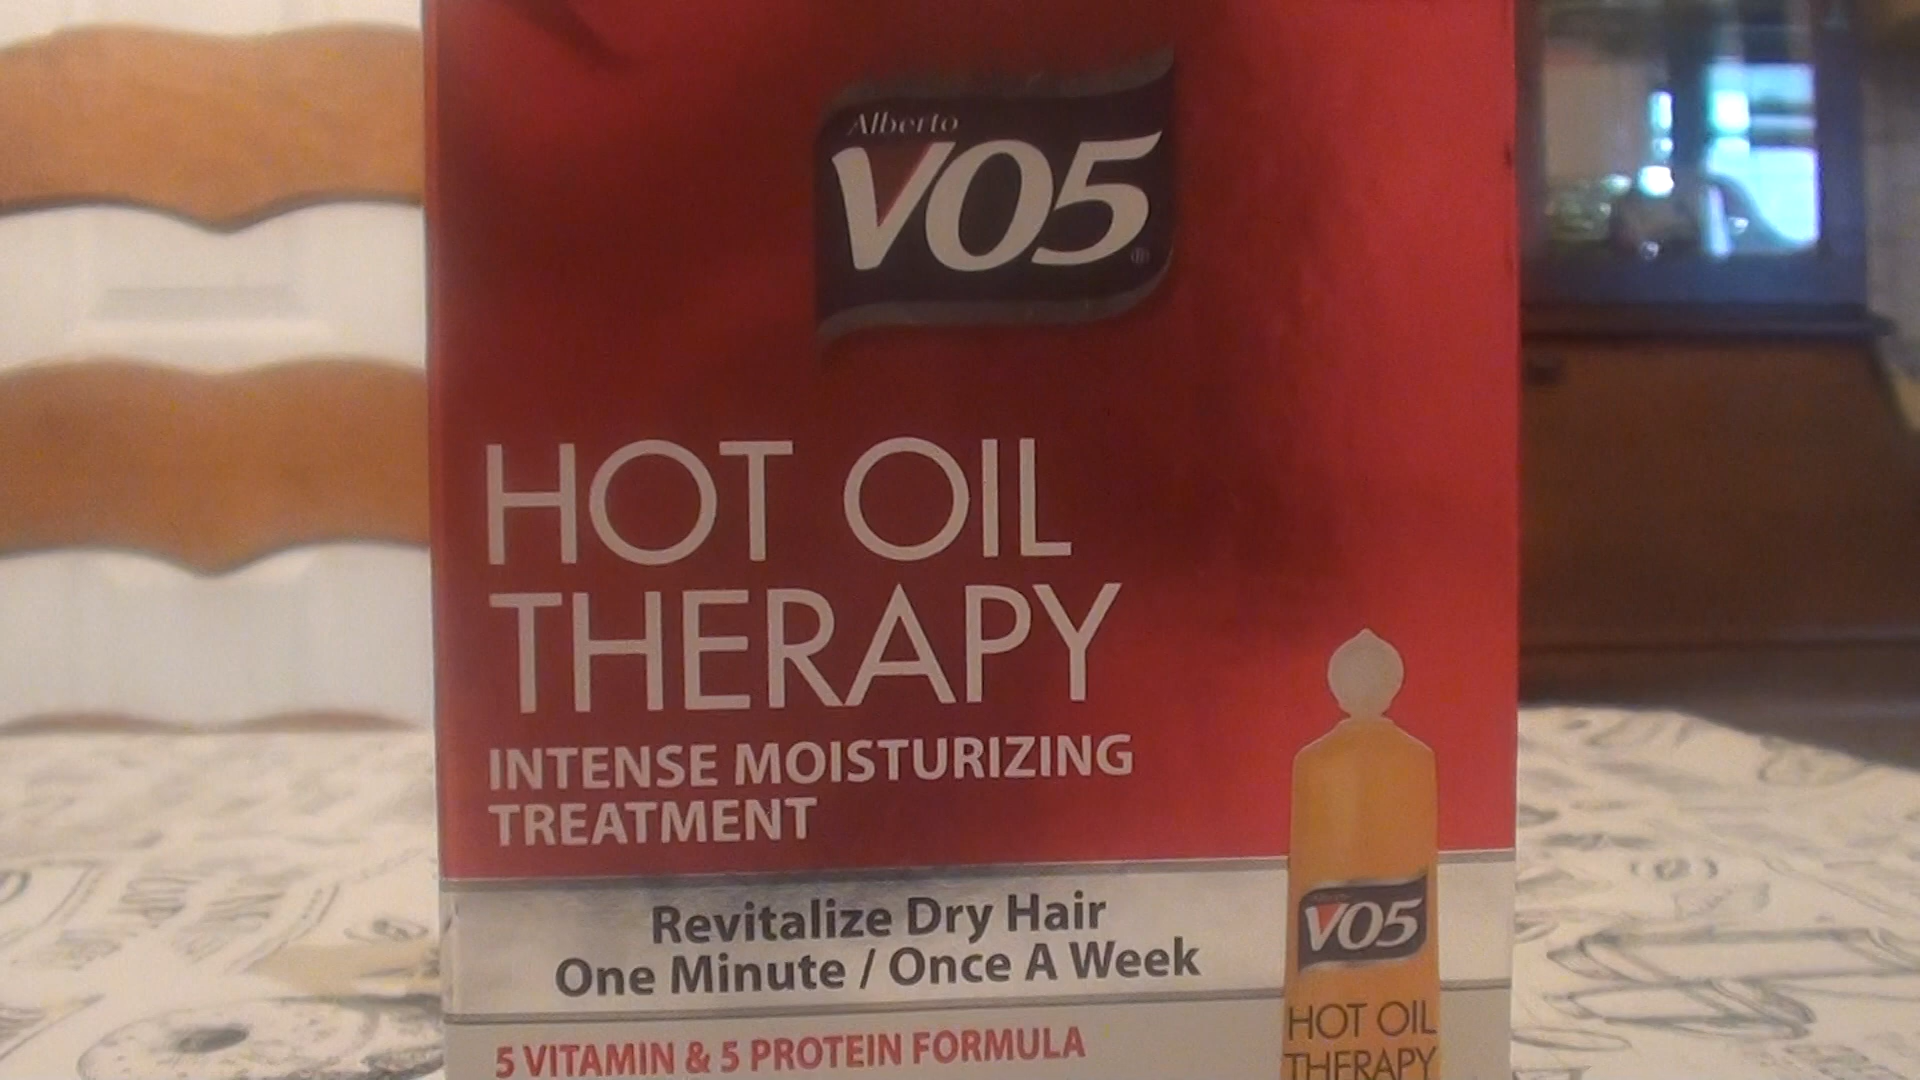 Alberto
VO5®
HOT OIL
THERAPY
INTENSE MOISTURIZING
TREATMENT
Revitalize Dry Hair
One Minute / Once A Week
5 VITAMIN & 5 PROTEIN FORMULA
VO5
HOT OIL
THERAPY